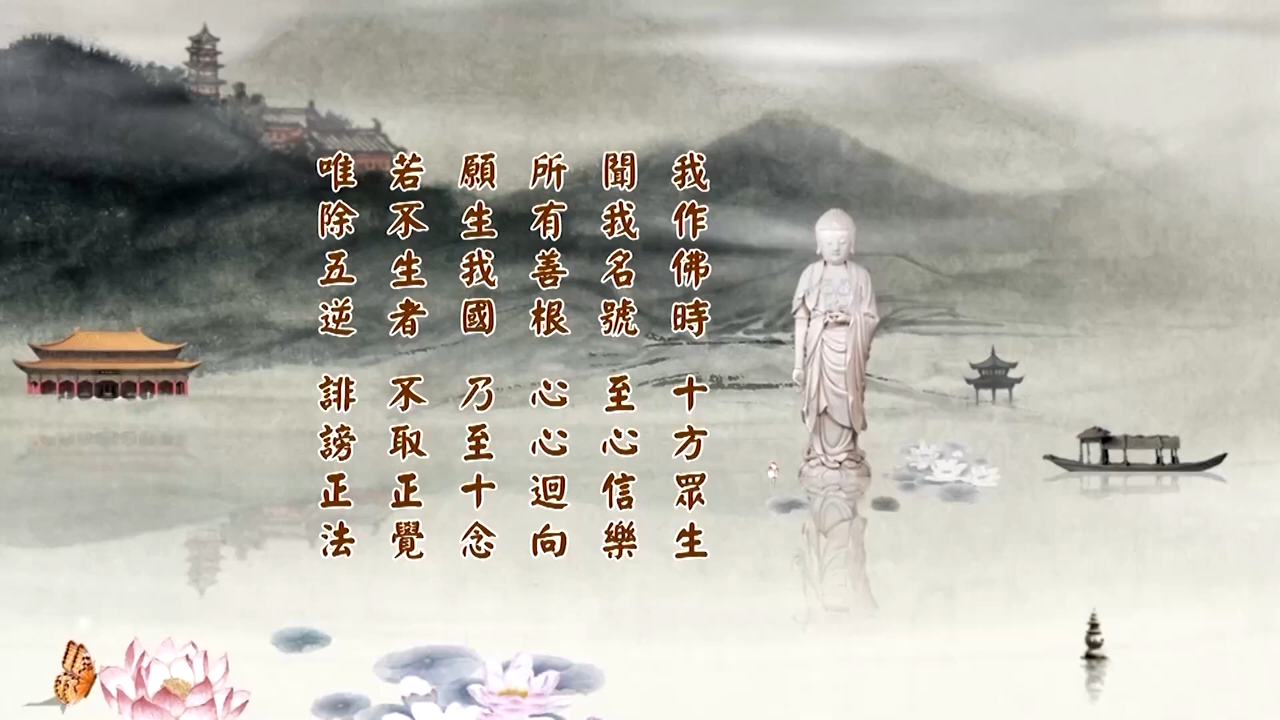 我作佛時 十方眾生
聞我名號 至心信樂
所有善根 心心迴向
願生我國 乃至十念
若不生者 不取正覺
唯除五逆 誹謗正法